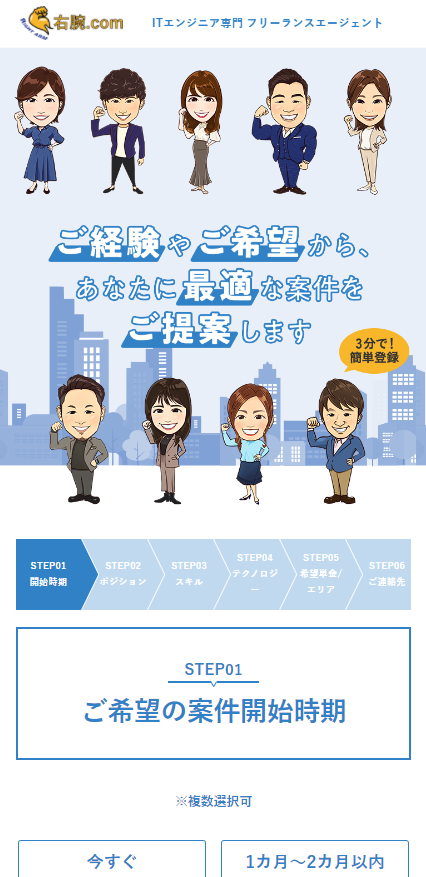 右腕.com
RIGHT ARM
ITエンジニア専門 フリーランスエージェント
ご経験やご希望から、
あなたに最適な案件を
ご提案します
3分で！
簡単登録
STEP01
開始時期
STEP02
ポジション
STEP03
スキル
STEP04
テクノロジ
ー
STEP05
希望単金/
エリア
STEP06
ご連絡先
STEP01
ご希望の案件開始時期
※複数選択可
今すぐ
1カ月～2カ月以内